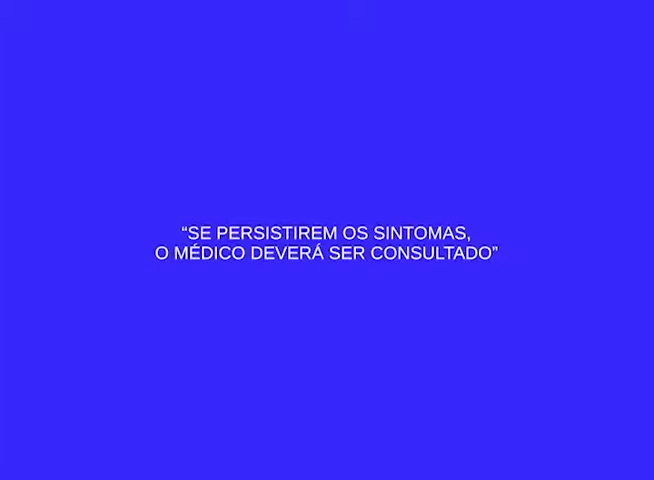 “SE PERSISTIREM OS SINTOMAS,
O MÉDICO DEVERÁ SER CONSULTADO”